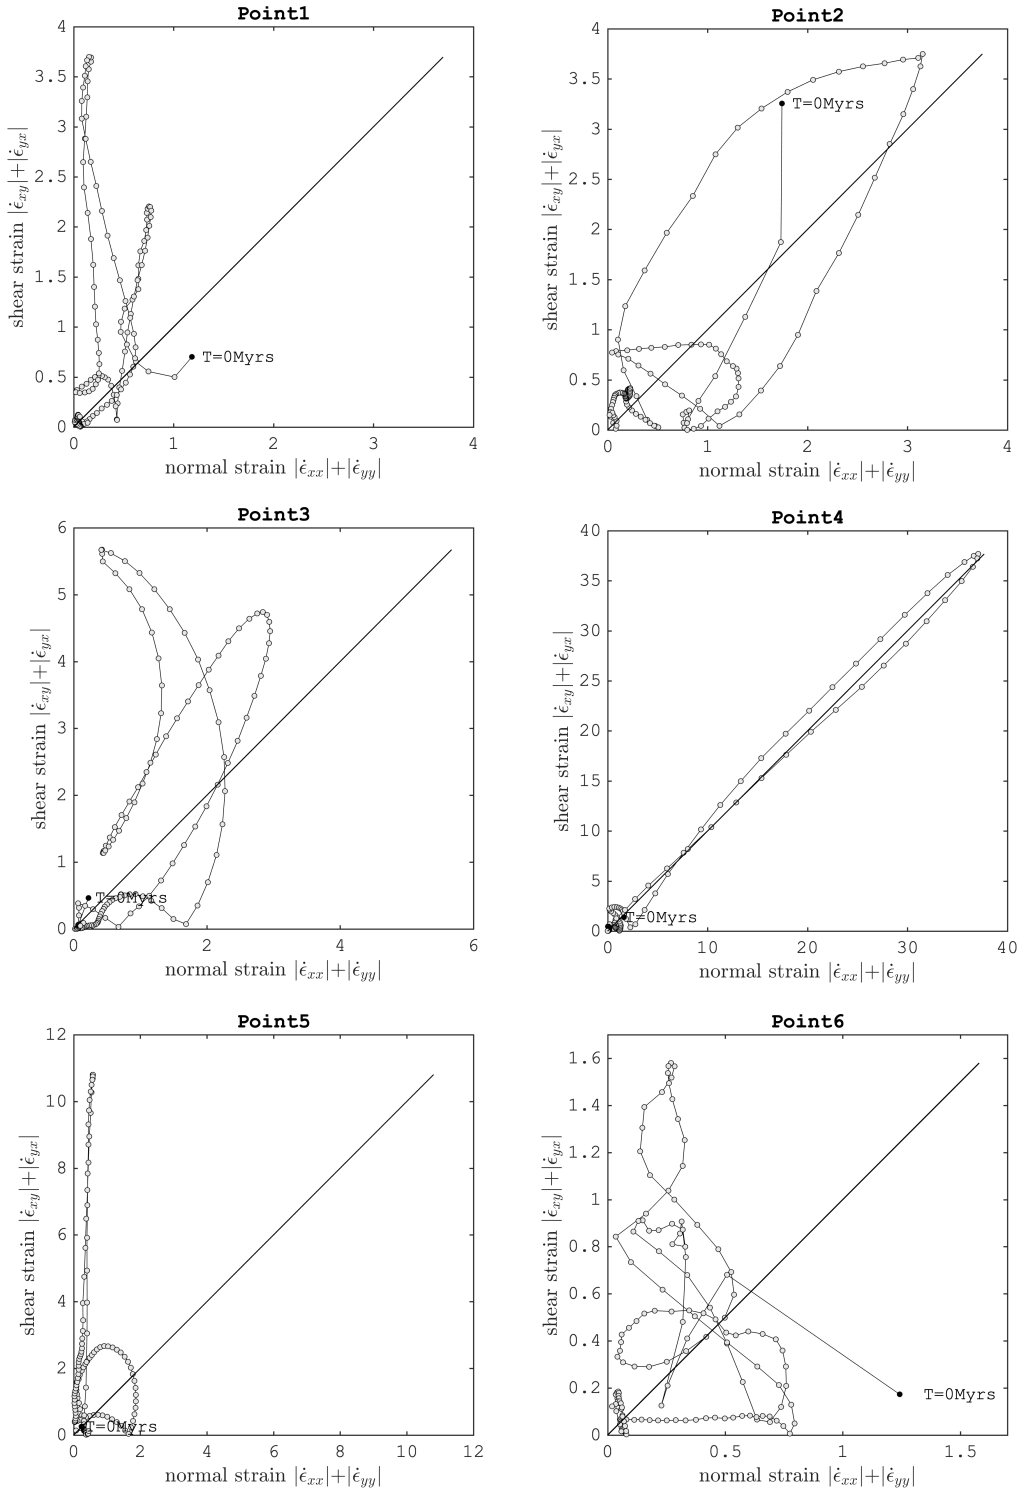 Point1
4
3.5
3
2.5
2
1.5
1
0.5
0
0 1 2 3 4
shear strain |ϵ̇xy|+|ϵ̇yx|
normal strain |ϵ̇xx|+|ϵ̇yy|
T=0Myrs
Point2
4
3.5
3
2.5
2
1.5
1
0.5
0
0 1 2 3 4
shear strain |ϵ̇xy|+|ϵ̇yx|
normal strain |ϵ̇xx|+|ϵ̇yy|
T=0Myrs
Point3
6
5
4
3
2
1
0
0 2 4 6
shear strain |ϵ̇xy|+|ϵ̇yx|
normal strain |ϵ̇xx|+|ϵ̇yy|
T=0Myrs
Point4
40
35
30
25
20
15
10
5
0
0 10 20 30 40
shear strain |ϵ̇xy|+|ϵ̇yx|
normal strain |ϵ̇xx|+|ϵ̇yy|
T=0Myrs
Point5
12
10
8
6
4
2
0
0 2 4 6 8 10 12
shear strain |ϵ̇xy|+|ϵ̇yx|
normal strain |ϵ̇xx|+|ϵ̇yy|
T=0Myrs
Point6
1.6
1.4
1.2
1
0.8
0.6
0.4
0.2
0
0 0.5 1 1.5
shear strain |ϵ̇xy|+|ϵ̇yx|
normal strain |ϵ̇xx|+|ϵ̇yy|
T=0Myrs